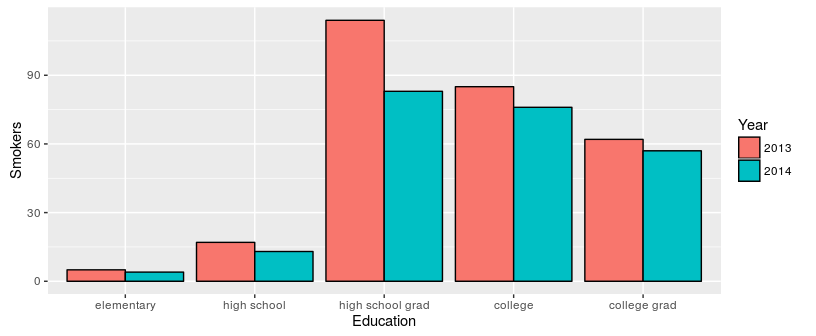 Smokers
90
60
30
0
elementary high school high school grad college college grad
Education
Year
2013
2014